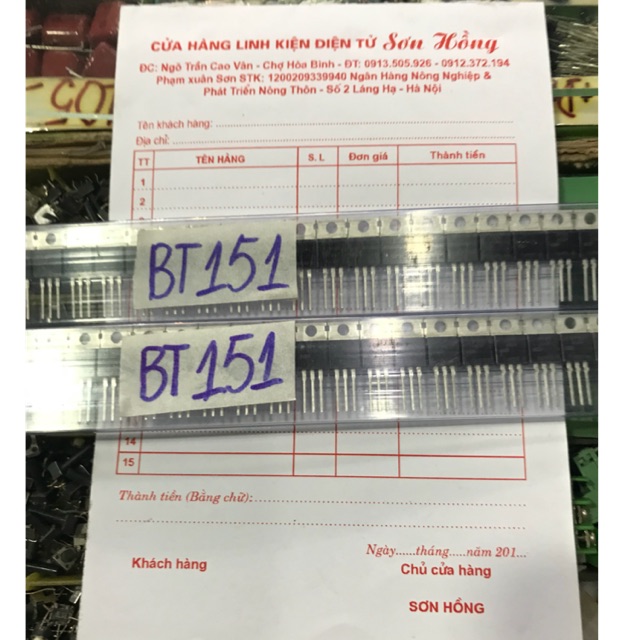 CỬA HÀNG LINH KIỆN DIỆN TỬ Sơn Hồng
ĐC: Ngõ Trần Cao Vân - Chợ Hòa Bình - ĐT: 0913.505.926 - 0912.372.194
Phạm xuân Sơn STK: 1200209339940 Ngân Hàng Nông Nghiệp &
Phát Triển Nông Thôn - Số 2 Láng Hạ - Hà Nội
Tên khách hàng:
Địa chỉ:
TT TÊN HÀNG S. L Đơn giá Thành tiền
1
2
BT151
BT151
14
15
Thành tiền (Bằng chữ):
Ngày......tháng.....năm 201...
Khách hàng Chủ cửa hàng
SƠN HỒNG